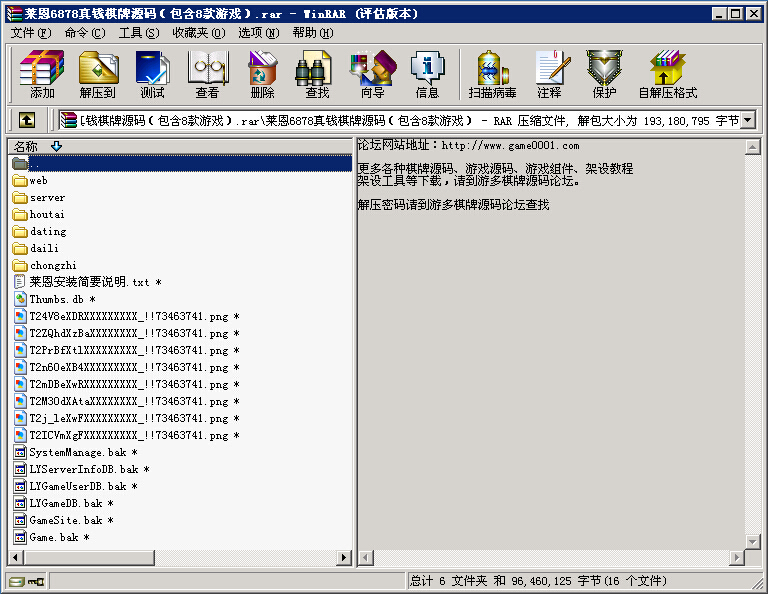 莱恩6878真钱棋牌源码(包含8款游戏).rar - WinRAR (评估版本)
文件(F) 命令(C) 工具(S) 收藏夹(O) 选项(N) 帮助(H)
添加 解压到 测试 查看 删除 查找 向导 信息 扫描病毒 注释 保护 自解压格式
钱棋牌源码(包含8款游戏).rar\莱恩6878真钱棋牌源码(包含8款游戏) - RAR 压缩文件, 解包大小为 193,180,795 字节
名称
..
web
server
houtai
dating
daili
chongzhi
莱恩安装简要说明.txt *
Thumbs.db *
T24V8eXDRXXXXXXXXX_!!73463741.png *
T2ZQhdXzBaXXXXXXXX_!!73463741.png *
T2PrBfXtlXXXXXXXXX_!!73463741.png *
T2n6OeXB4XXXXXXXXX_!!73463741.png *
T2mDBeXwRXXXXXXXXX_!!73463741.png *
T2M3OdXAtaXXXXXXXX_!!73463741.png *
T2j_leXwFXXXXXXXXX_!!73463741.png *
T2ICVmXgFXXXXXXXXX_!!73463741.png *
SystemManage.bak *
LYServerInfoDB.bak *
LYGameUserDB.bak *
LYGameDB.bak *
GameSite.bak *
Game.bak *
论坛网站地址：http://www.game0001.com
更多各种棋牌源码、游戏源码、游戏组件、架设教程
架设工具等下载，请到游多棋牌源码论坛。
解压密码请到游多棋牌源码论坛查找
总计 6 文件夹 和 96,460,125 字节(16 个文件)